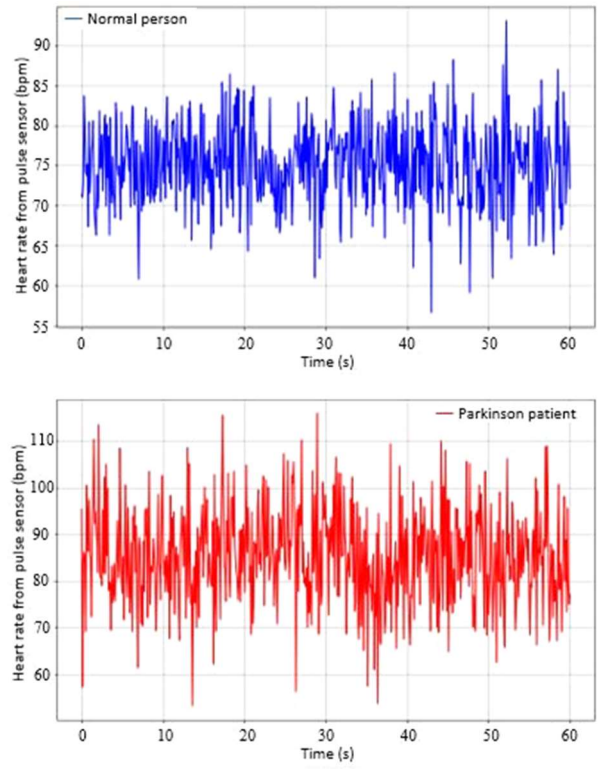 Normal person
Heart rate from pulse sensor (bpm)
90
85
80
75
70
65
60
55
0 10 20 30 40 50 60
Time (s)
Parkinson patient
Heart rate from pulse sensor (bpm)
110
100
90
80
70
60
0 10 20 30 40 50 60
Time (s)